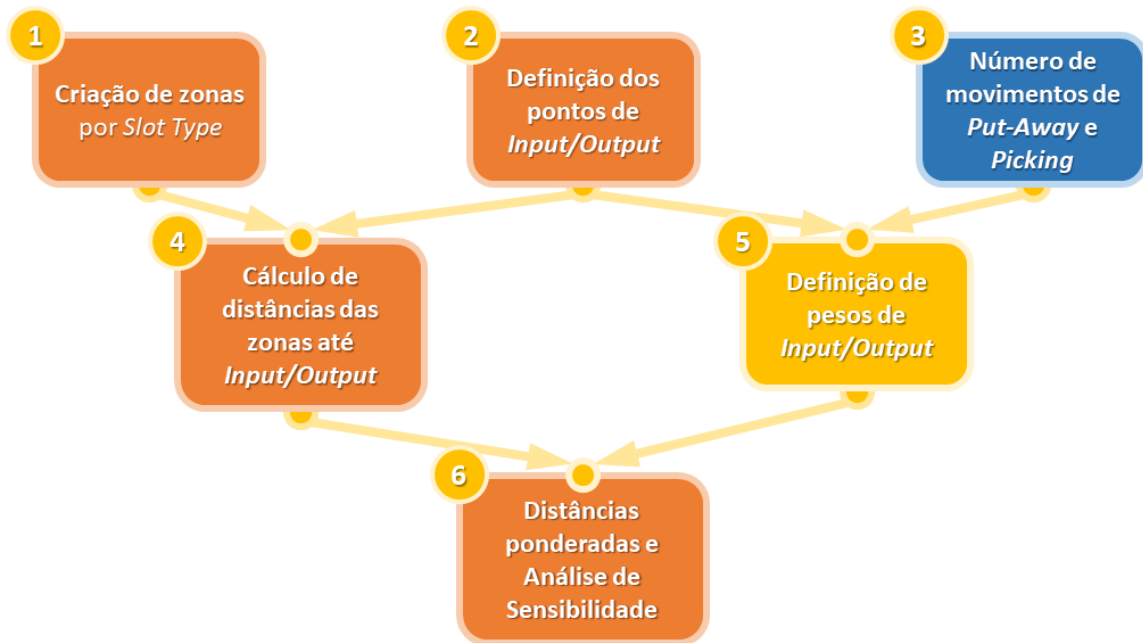 1
Criação de zonas
por Slot Type
2
Definição dos
pontos de
Input/Output
3
Número de
movimentos de
Put-Away e
Picking
4
Cálculo de
distâncias das
zonas até
Input/Output
5
Definição de
pesos de
Input/Output
6
Distâncias
ponderadas e
Análise de
Sensibilidade